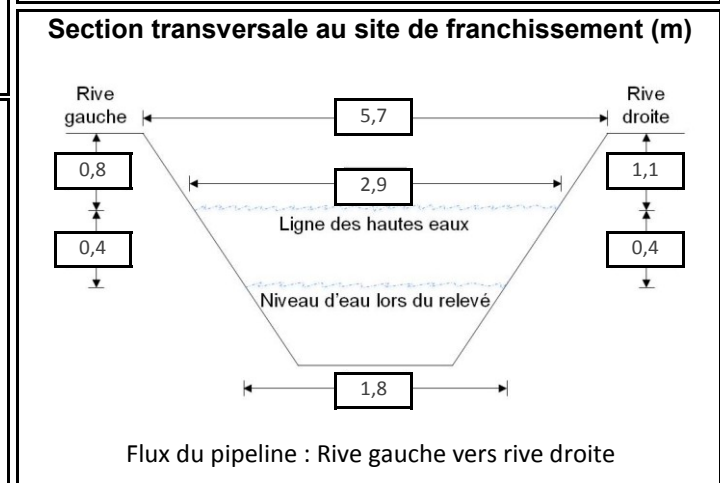 Section transversale au site de franchissement (m)
Rive
gauche
5,7
Rive
droite
0,8
2,9
1,1
Ligne des hautes eaux
0,4
0,4
Niveau d'eau lors du relevé
1,8
Flux du pipeline : Rive gauche vers rive droite